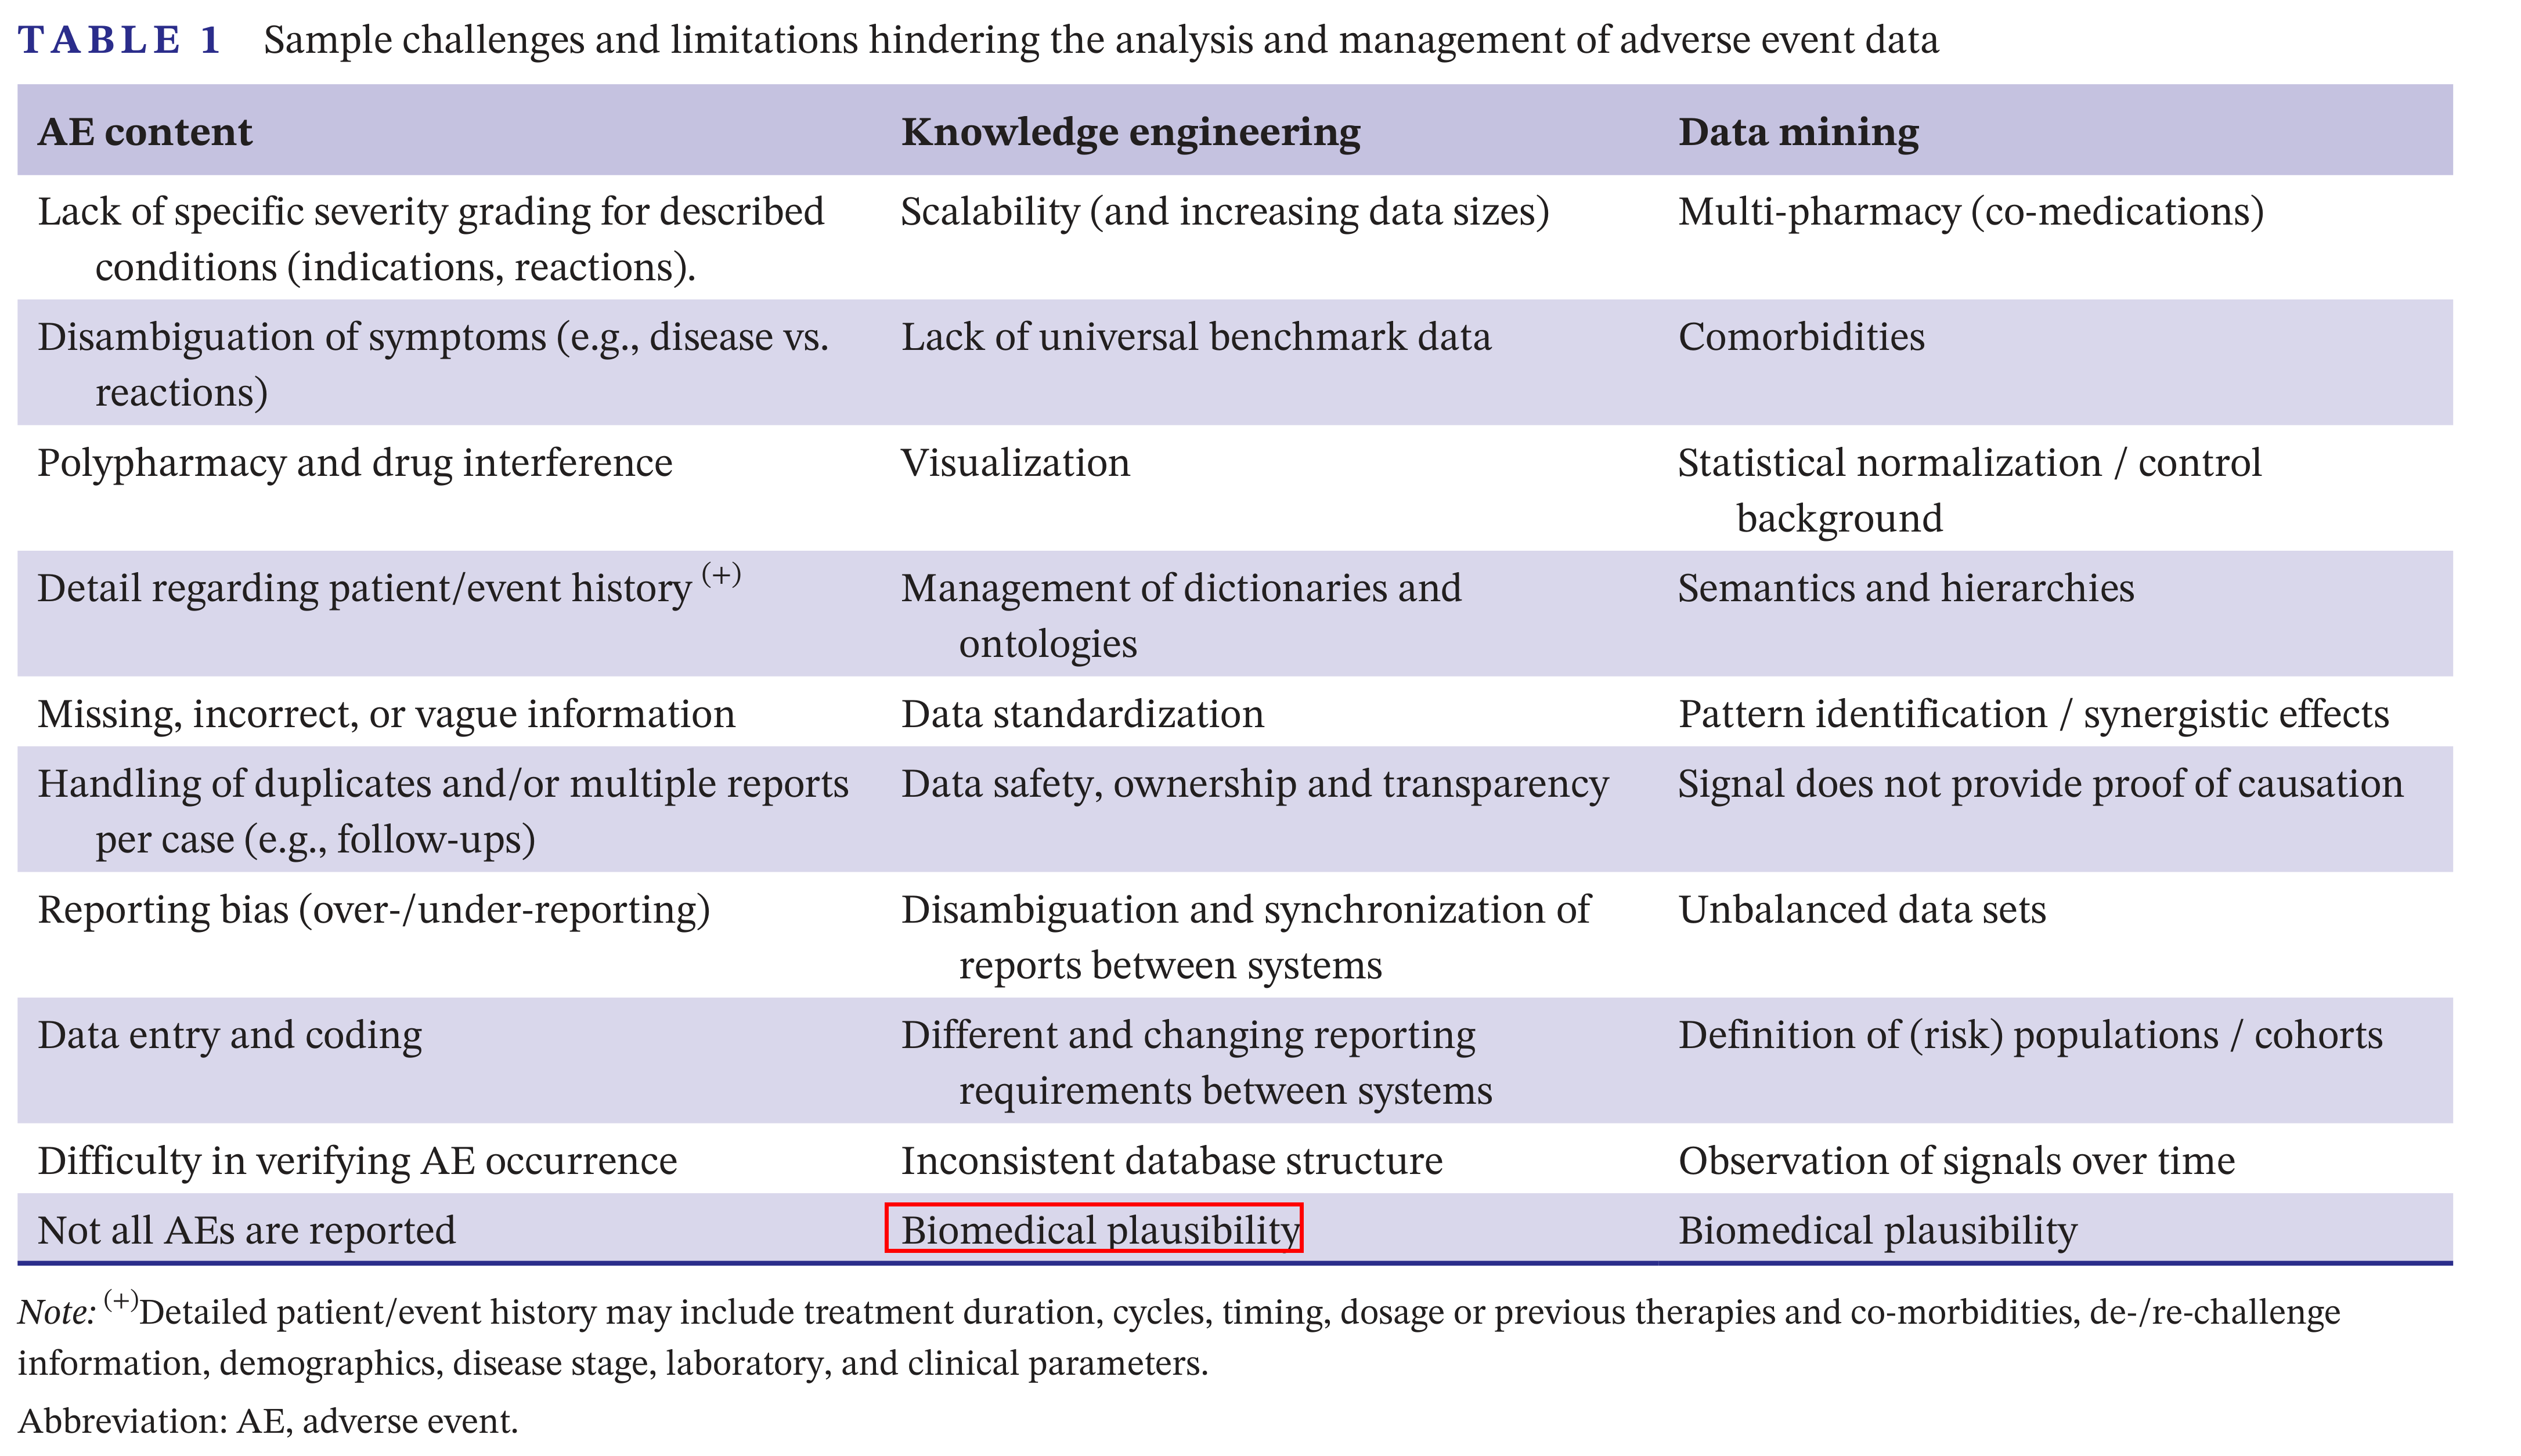 TABLE 1 Sample challenges and limitations hindering the analysis and management of adverse event data
AE content Knowledge engineering Data mining
Lack of specific severity grading for described Scalability (and increasing data sizes) Multi-pharmacy (co-medications)
conditions (indications, reactions).
Disambiguation of symptoms (e.g., disease vs. Lack of universal benchmark data Comorbidities
reactions)
Polypharmacy and drug interference Visualization Statistical normalization / control
background
Detail regarding patient/event history (+) Management of dictionaries and Semantics and hierarchies
ontologies
Missing, incorrect, or vague information Data standardization Pattern identification / synergistic effects
Handling of duplicates and/or multiple reports Data safety, ownership and transparency Signal does not provide proof of causation
per case (e.g., follow-ups)
Reporting bias (over-/under-reporting) Disambiguation and synchronization of Unbalanced data sets
reports between systems
Data entry and coding Different and changing reporting Definition of (risk) populations / cohorts
requirements between systems
Difficulty in verifying AE occurrence Inconsistent database structure Observation of signals over time
Not all AEs are reported Biomedical plausibility Biomedical plausibility
Note: (+)Detailed patient/event history may include treatment duration, cycles, timing, dosage or previous therapies and co-morbidities, de-/re-challenge
information, demographics, disease stage, laboratory, and clinical parameters.
Abbreviation: AE, adverse event.